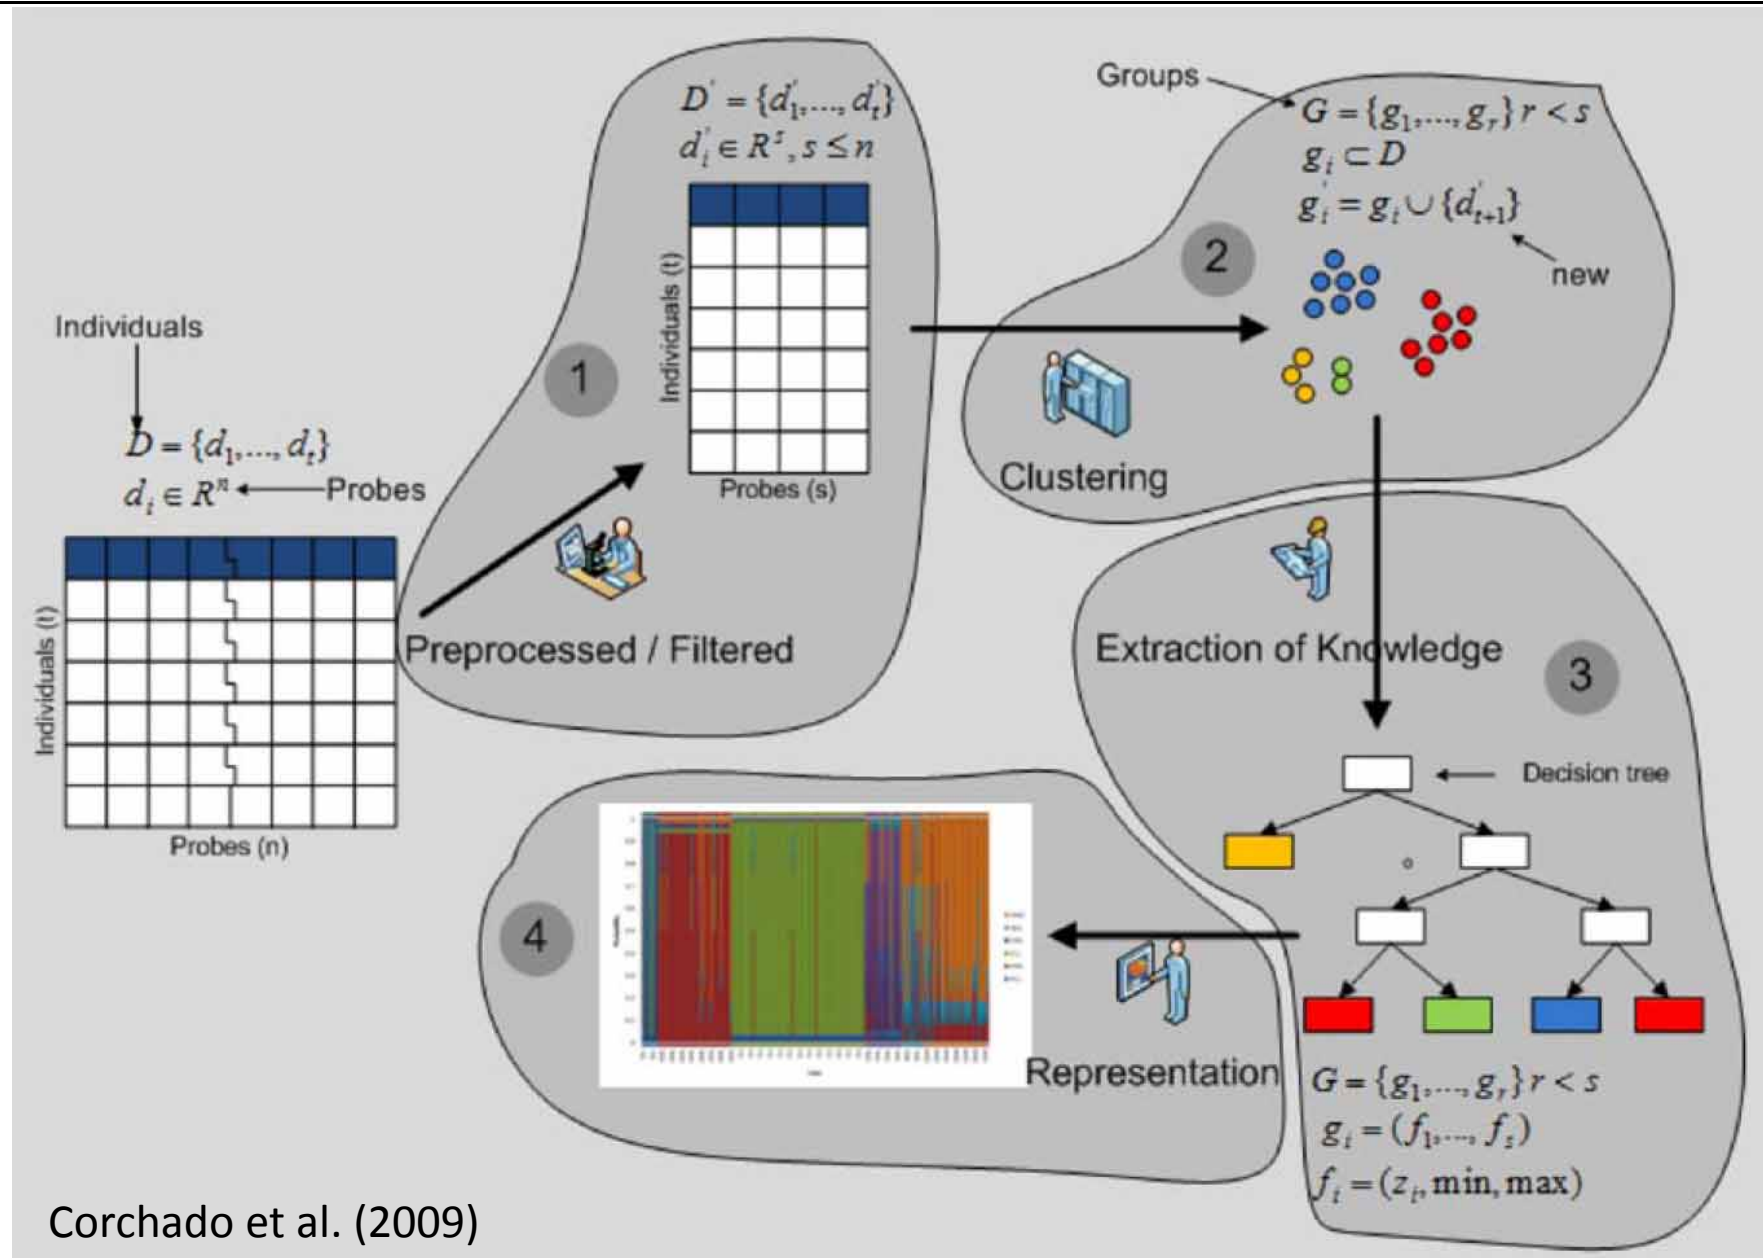 Individuals
D = {d₁,..., dₜ}
dᵢ ∈ Rⁿ
Probes
Individuals (t)
Probes (n)
1
D' = {d'₁,..., d'ₜ}
d'ᵢ ∈ Rˢ, s ≤ n
Individuals (t)
Probes (s)
Preprocessed / Filtered
Groups
G = {g₁,..., gᵣ} r < s
gᵢ ⊂ D
g'ᵢ = gᵢ ∪ {d'ₜ₊₁}
new
2
Clustering
Extraction of Knowledge
3
Decision tree
G = {g₁,..., gᵣ} r < s
gᵢ = (f₁,..., fₛ)
fᵢ = (zᵢ, min, max)
4
Representation
Corchado et al. (2009)